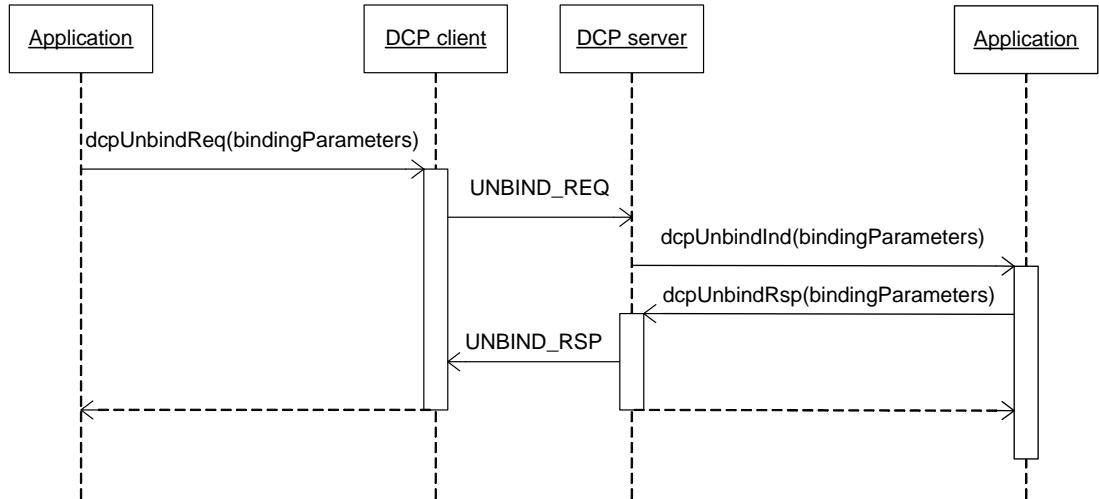 Application
DCP client
DCP server
Application
dcpUnbindReq(bindingParameters)
UNBIND_REQ
dcpUnbindInd(bindingParameters)
dcpUnbindRsp(bindingParameters)
UNBIND_RSP